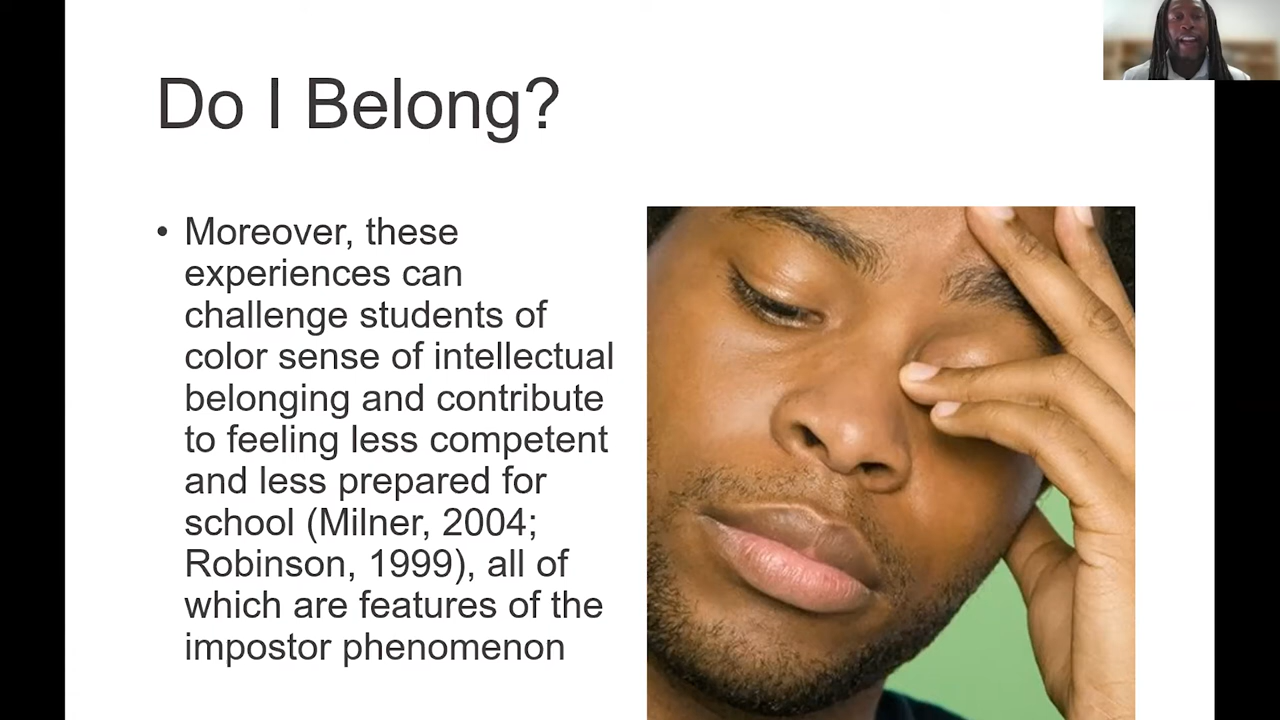 Do I Belong?
• Moreover, these
experiences can
challenge students of
color sense of intellectual
belonging and contribute
to feeling less competent
and less prepared for
school (Milner, 2004;
Robinson, 1999), all of
which are features of the
impostor phenomenon